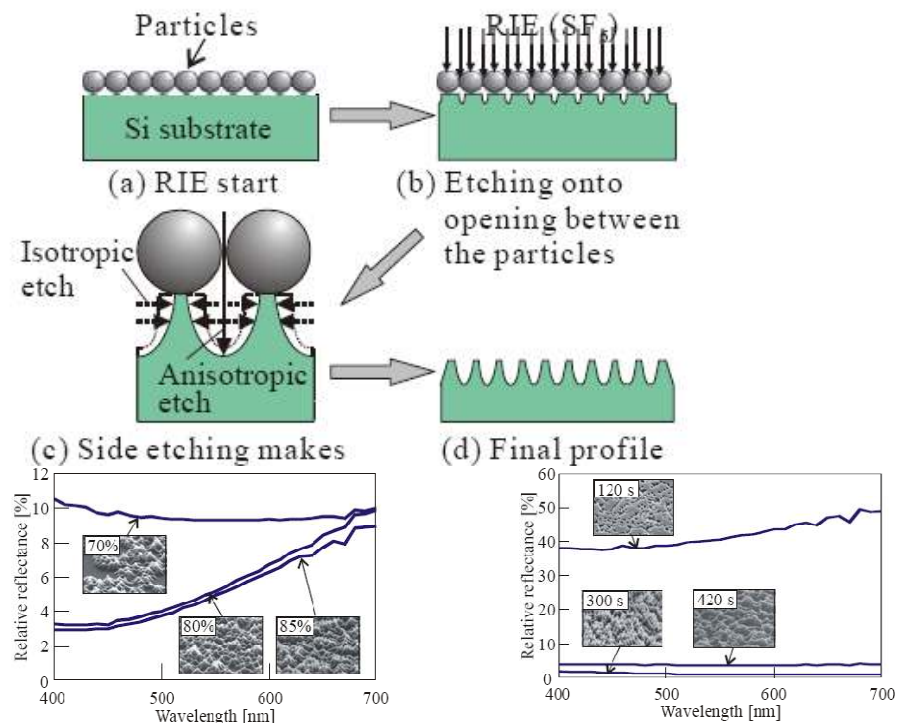 Particles
RIE (SF6)
Si substrate
(a) RIE start
(b) Etching onto
opening between
the particles
Isotropic
etch
Anisotropic
etch
(c) Side etching makes
(d) Final profile
12
10
8
6
4
2
0
Relative reflectance [%]
70%
80%
85%
400
500
600
700
Wavelength [nm]
60
50
40
30
20
10
0
Relative reflectance [%]
120 s
300 s
420 s
400
500
600
700
Wavelength [nm]